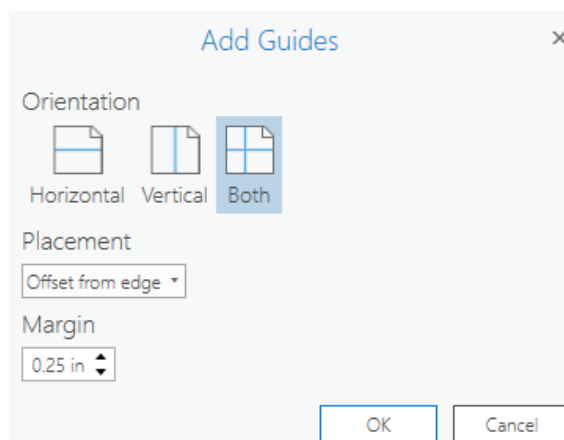 Add Guides
Orientation
Horizontal Vertical Both
Placement
Offset from edge
Margin
0.25 in
OK Cancel